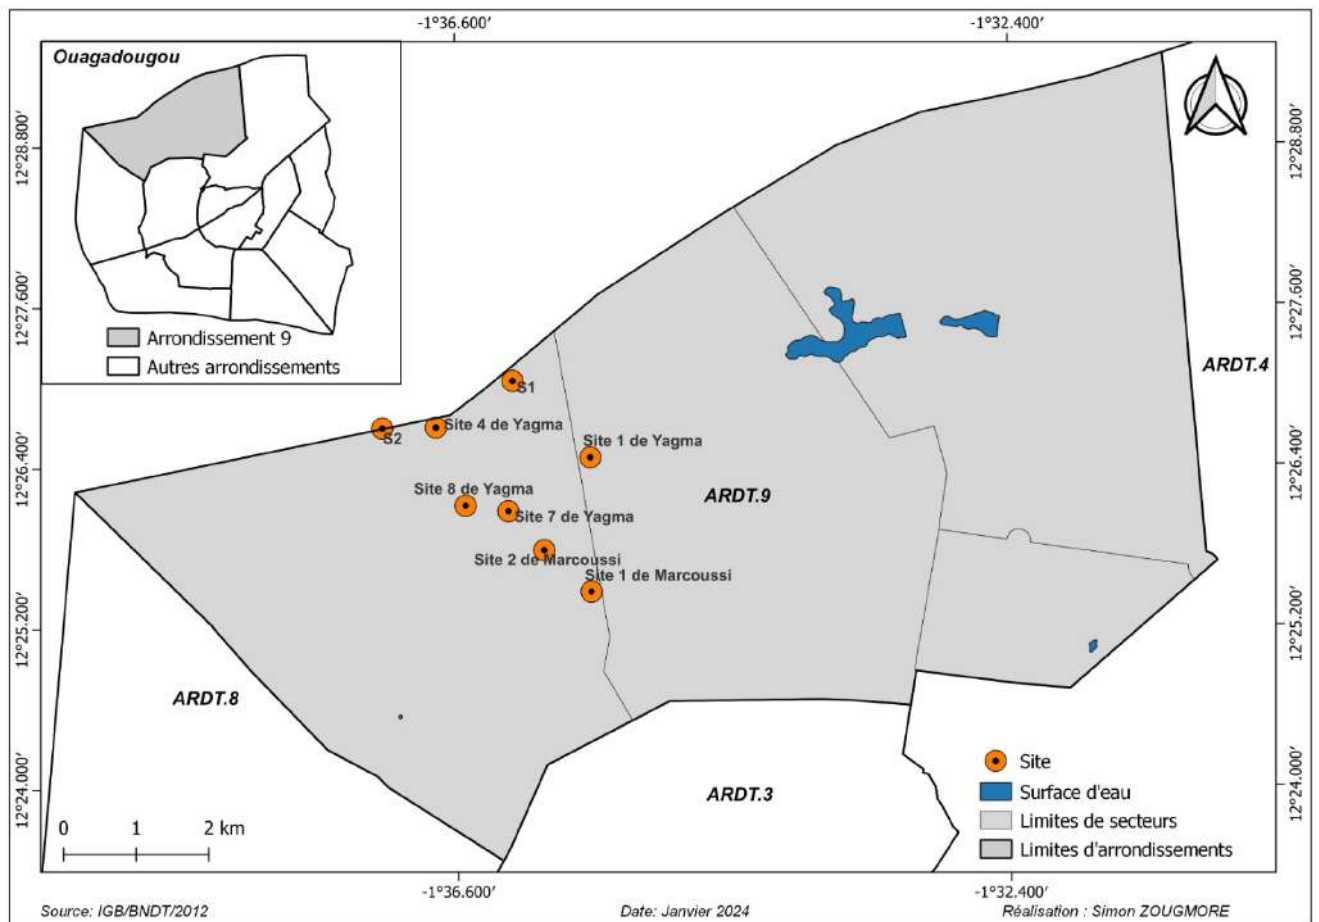 -1°36.600'
-1°32.400'
Ouagadougou
Arrondissement 9
Autres arrondissements
12°28.800'
12°28.800'
12°27.600'
12°27.600'
ARDT.4
S1
Site 4 de Yagma
S2
Site 1 de Yagma
12°26.400'
12°26.400'
Site 8 de Yagma
ARDT.9
Site 7 de Yagma
Site 2 de Marcoussi
Site 1 de Marcoussi
12°25.200'
12°25.200'
ARDT.8
Site
12°24.000'
12°24.000'
ARDT.3
Surface d'eau
Limites de secteurs
Limites d'arrondissements
0 1 2 km
-1°36.600'
-1°32.400'
Source: IGB/BNDT/2012
Date: Janvier 2024
Réalisation : Simon ZOUGMORE